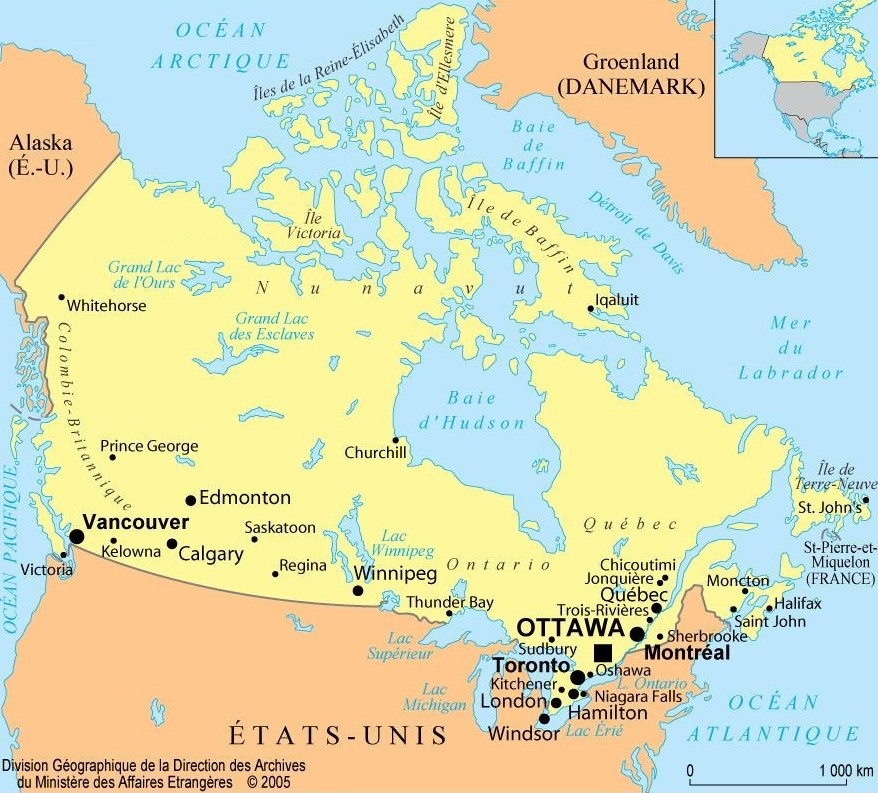 OCÉAN
ARCTIQUE
Îles de la Reine-Élisabeth
Île d'Ellesmere
Groenland
(DANEMARK)
Alaska
(É.-U.)
Baie
de
Baffin
Détroit de Davis
Île
Victoria
Île de Baffin
Grand Lac
de l'Ours
Nunavut
Whitehorse
Iqaluit
Grand Lac
des Esclaves
Mer
du
Labrador
Colombie-Britannique
Baie
d'Hudson
Prince George
Churchill
OCÉAN PACIFIQUE
Île de
Terre-Neuve
St. John's
Edmonton
Vancouver
Saskatoon
Québec
Kelowna
Calgary
Lac
Winnipeg
Victoria
Regina
Ontario
St-Pierre-et-
Miquelon
(FRANCE)
Winnipeg
Chicoutimi
Jonquière
Moncton
Québec
Thunder Bay
Trois-Rivières
Halifax
Saint John
OTTAWA
Sherbrooke
Lac
Supérieur
Sudbury
Montréal
Toronto
Oshawa
Kitchener
L. Ontario
Lac
Michigan
Niagara Falls
London
Hamilton
OCÉAN
ATLANTIQUE
Windsor
Lac Érié
ÉTATS-UNIS
Division Géographique de la Direction des Archives
du Ministère des Affaires Etrangères © 2005
0 1 000 km